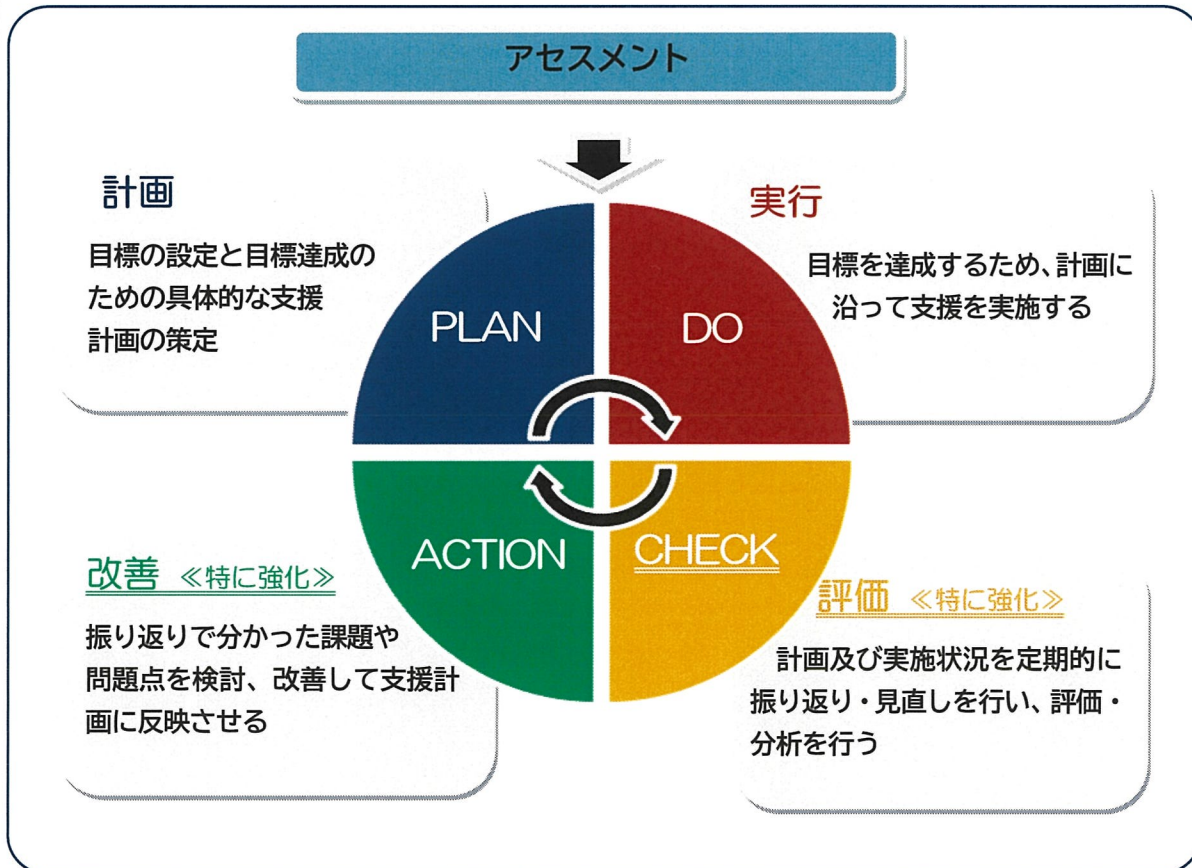 アセスメント
計画
目標の設定と目標達成の
ための具体的な支援
計画の策定
実行
目標を達成するため、計画に
沿って支援を実施する
PLAN
DO
ACTION
CHECK
改善 ≪特に強化≫
振り返りで分かった課題や
問題点を検討、改善して支援計
画に反映させる
評価 ≪特に強化≫
計画及び実施状況を定期的に
振り返り・見直しを行い、評価・
分析を行う